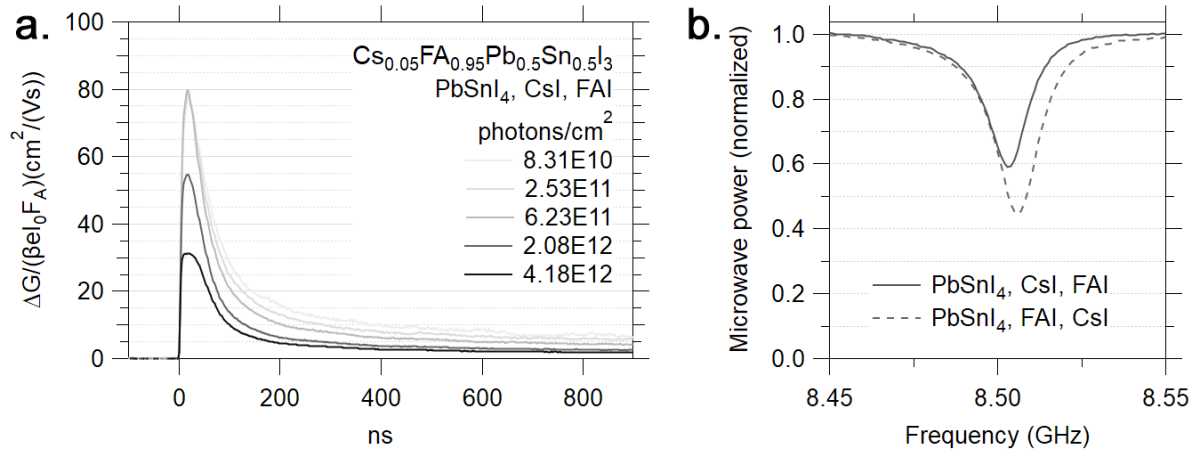 a.
100
80
60
40
20
0
ΔG/(βeI₀F_A)(cm²/(Vs)
Cs₀.₀₅FA₀.₉₅Pb₀.₅Sn₀.₅I₃
PbSnI₄, CsI, FAI
photons/cm²
8.31E10
2.53E11
6.23E11
2.08E12
4.18E12
0 200 400 600 800
ns
b.
1.0
0.8
0.6
0.4
0.2
0.0
Microwave power (normalized)
PbSnI₄, CsI, FAI
PbSnI₄, FAI, CsI
8.45 8.50 8.55
Frequency (GHz)